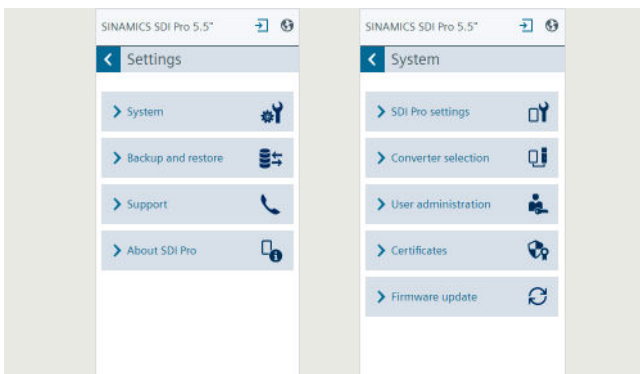 SINAMICS SDI Pro 5.5"
Settings
System
Backup and restore
Support
About SDI Pro
SINAMICS SDI Pro 5.5"
System
SDI Pro settings
Converter selection
User administration
Certificates
Firmware update